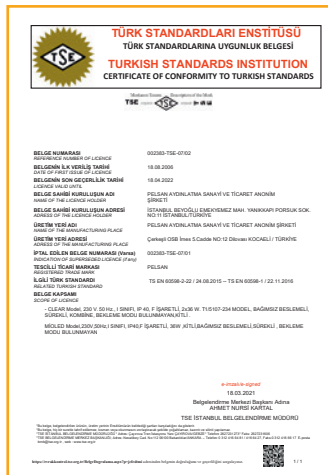 TSE
TÜRK STANDARDLARI ENSTİTÜSÜ
TÜRK STANDARDLARINA UYGUNLUK BELGESİ
TURKISH STANDARDS INSTITUTION
CERTIFICATE OF CONFORMITY TO TURKISH STANDARDS
TSE
BELGE NUMARASI 002383-TSE-07/02
REFERENCE NUMBER OF LICENCE
BELGENİN İLK VERİLİŞ TARİHİ 18.08.2006
DATE OF FIRST ISSUE OF LICENCE
BELGENİN SON GEÇERLİLİK TARİHİ 18.04.2022
LICENCE VALID UNTIL
BELGE SAHİBİ KURULUŞUN ADI PELSAN AYDINLATMA SANAYİ VE TİCARET ANONİM
NAME OF THE LICENCE HOLDER ŞİRKETİ
BELGE SAHİBİ KURULUŞUN ADRESİ İSTANBUL BEYOĞLU EMEKYEMEZ MAH. YANIKKAPI PORSUK SOK.
ADRESS OF THE LICENCE HOLDER NO:11 İSTANBUL/TÜRKİYE
ÜRETİM YERİ ADI PELSAN AYDINLATMA SANAYİ VE TİCARET ANONİM
NAME OF THE MANUFACTURING PLACE ŞİRKETİ
ÜRETİM YERİ ADRESİ Çerkeşli OSB İmes 5.Cadde NO:12 Dilovası KOCAELİ / TÜRKİYE
ADRESS OF THE MANUFACTURING PLACE
İPTAL EDİLEN BELGE NUMARASI (Varsa) 002383-TSE-07/01
INDICATION OF SUPERSEDED LICENCE (if any)
TESCİLLİ TİCARİ MARKASI PELSAN
REGISTERED TRADE MARK
İLGİLİ TÜRK STANDARDI TS EN 60598-2-22 / 24.08.2015 – TS EN 60598-1 / 22.11.2016
RELATED TURKISH STANDARD
BELGE KAPSAMI
SCOPE OF LICENCE
- CLEAR Model, 230 V 50 Hz., I SINIFI, IP 40, F İŞARETLİ, 2x36 W. T1/5107-234 MODEL, BAĞIMSIZ BESLEMELİ,
SÜREKLİ, KONİMİNE, BEKLEME MODU BULUNMAYAN,KİTLİ .
MİOLED Model,230V 50Hz,I SINIFI, IP40,F İŞARETLİ, 36W ,KİTLİ,BAĞIMSIZ BESLEMELİ,SÜREKLİ , BEKLEME
MODU BULUNMAYAN
e-imzalıe-signed
18.03.2021
Belgelendirme Merkezi Başkanı Adına
AHMET NURSİ KARTAL
TSE İSTANBUL BELGELENDİRME MÜDÜRÜ
1 / 1